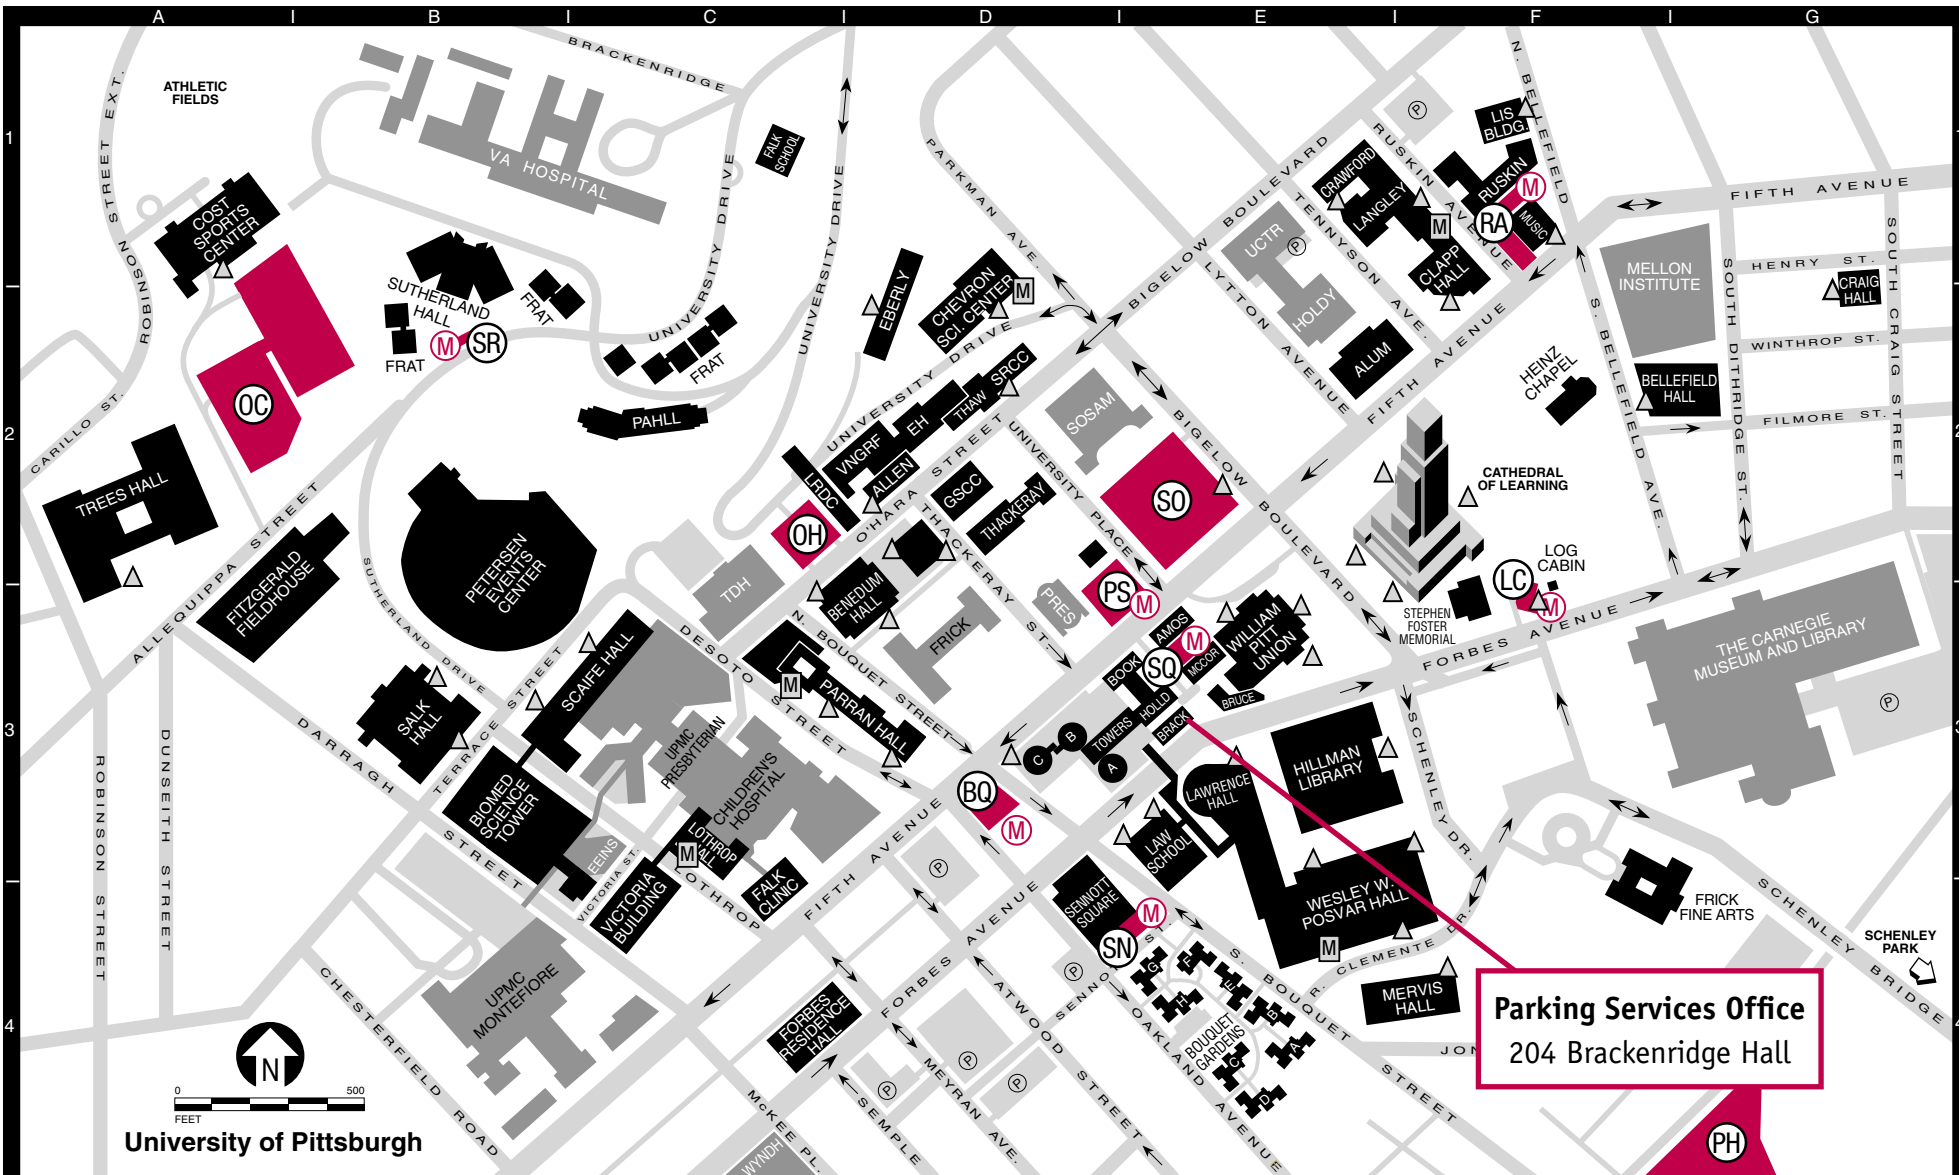 A
I
B
I
C
I
D
I
E
I
F
I
G
1
2
3
4
2
3
ATHLETIC
FIELDS
BRACKENRIDGE
ROBINSON STREET EXT.
VA HOSPITAL
FALK
SCHOOL
UNIVERSITY DRIVE
UNIVERSITY DRIVE
PARKMAN AVE.
BIGELOW BOULEVARD
RUSKIN AVENUE
N. BELLEFIELD
LIS
BLDG.
CRAWFORD
LANGLEY
RUSKIN
M
RA
MUSIC
M
CLAPP
HALL
TENNYSON AVE.
LYTTON AVENUE
UCTR
P
P
HOLDY
ALUM
FIFTH AVENUE
FIFTH AVENUE
MELLON
INSTITUTE
SOUTH DITHRIDGE ST.
SOUTH CRAIG STREET
HENRY ST.
CRAIG
HALL
WINTHROP ST.
FILMORE ST.
BELLEFIELD
HALL
S. BELLEFIELD AVE.
HEINZ
CHAPEL
COST
SPORTS
CENTER
SUTHERLAND
HALL
FRAT
FRAT
FRAT
M
SR
OC
EBERLY
CHEVRON
SCI. CENTER
M
PAHLL
UNIVERSITY DRIVE
SRCC
THAW
EH
VNGRF
ALLEN
LRDC
OH
O'HARA STREET
GSCC
THACKERAY
THACKERAY ST.
UNIVERSITY PLACE
SOSAM
SO
BIGELOW BOULEVARD
CATHEDRAL
OF LEARNING
LOG
CABIN
LC
M
STEPHEN
FOSTER
MEMORIAL
FORBES AVENUE
THE CARNEGIE
MUSEUM AND LIBRARY
P
CARILLO ST.
TREES HALL
ALLEQUIPPA STREET
FITZGERALD
FIELDHOUSE
SUTHERLAND DRIVE
PETERSEN
EVENTS
CENTER
TDH
BENEDUM
HALL
N. BOUQUET STREET
FRICK
PRES
PS
M
AMOS
M
SQ
BOOK
MCCOR
HOLLD
BRACK
TOWERS
A
B
C
BRUCE
WILLIAM
PITT
UNION
DESOTO STREET
SCAIFE HALL
M
PARRAN HALL
UPMC
PRESBYTERIAN
CHILDREN'S
HOSPITAL
SALK
HALL
TERRACE STREET
DARRAGH STREET
BIOMED
SCIENCE
TOWER
EEINS
VICTORIA ST.
VICTORIA
BUILDING
LOTHROP
HALL
M
LOTHROP
FALK
CLINIC
FIFTH AVENUE
BQ
M
P
LAWRENCE
HALL
LAW
SCHOOL
HILLMAN
LIBRARY
SCHENLEY DR.
WESLEY W.
POSVAR HALL
M
R. CLEMENTE DR.
MERVIS
HALL
FRICK
FINE ARTS
SCHENLEY BRIDGE
SCHENLEY
PARK
ROBINSON STREET
DUNSEITH STREET
CHESTERFIELD ROAD
UPMC
MONTEFIORE
FORBES
RESIDENCE
HALL
FORBES AVENUE
SENNOTT
SQUARE
M
SN
P
P
P
P
ATWOOD STREET
OAKLAND AVENUE
S. BOUQUET STREET
BOUQUET
GARDENS
G
F
E
H
B
A
C
D
McKEE PL.
SEMPLE
MEYRAN AVE.
WYNDH
JON
Parking Services Office
204 Brackenridge Hall
PH
N
0
500
FEET
University of Pittsburgh